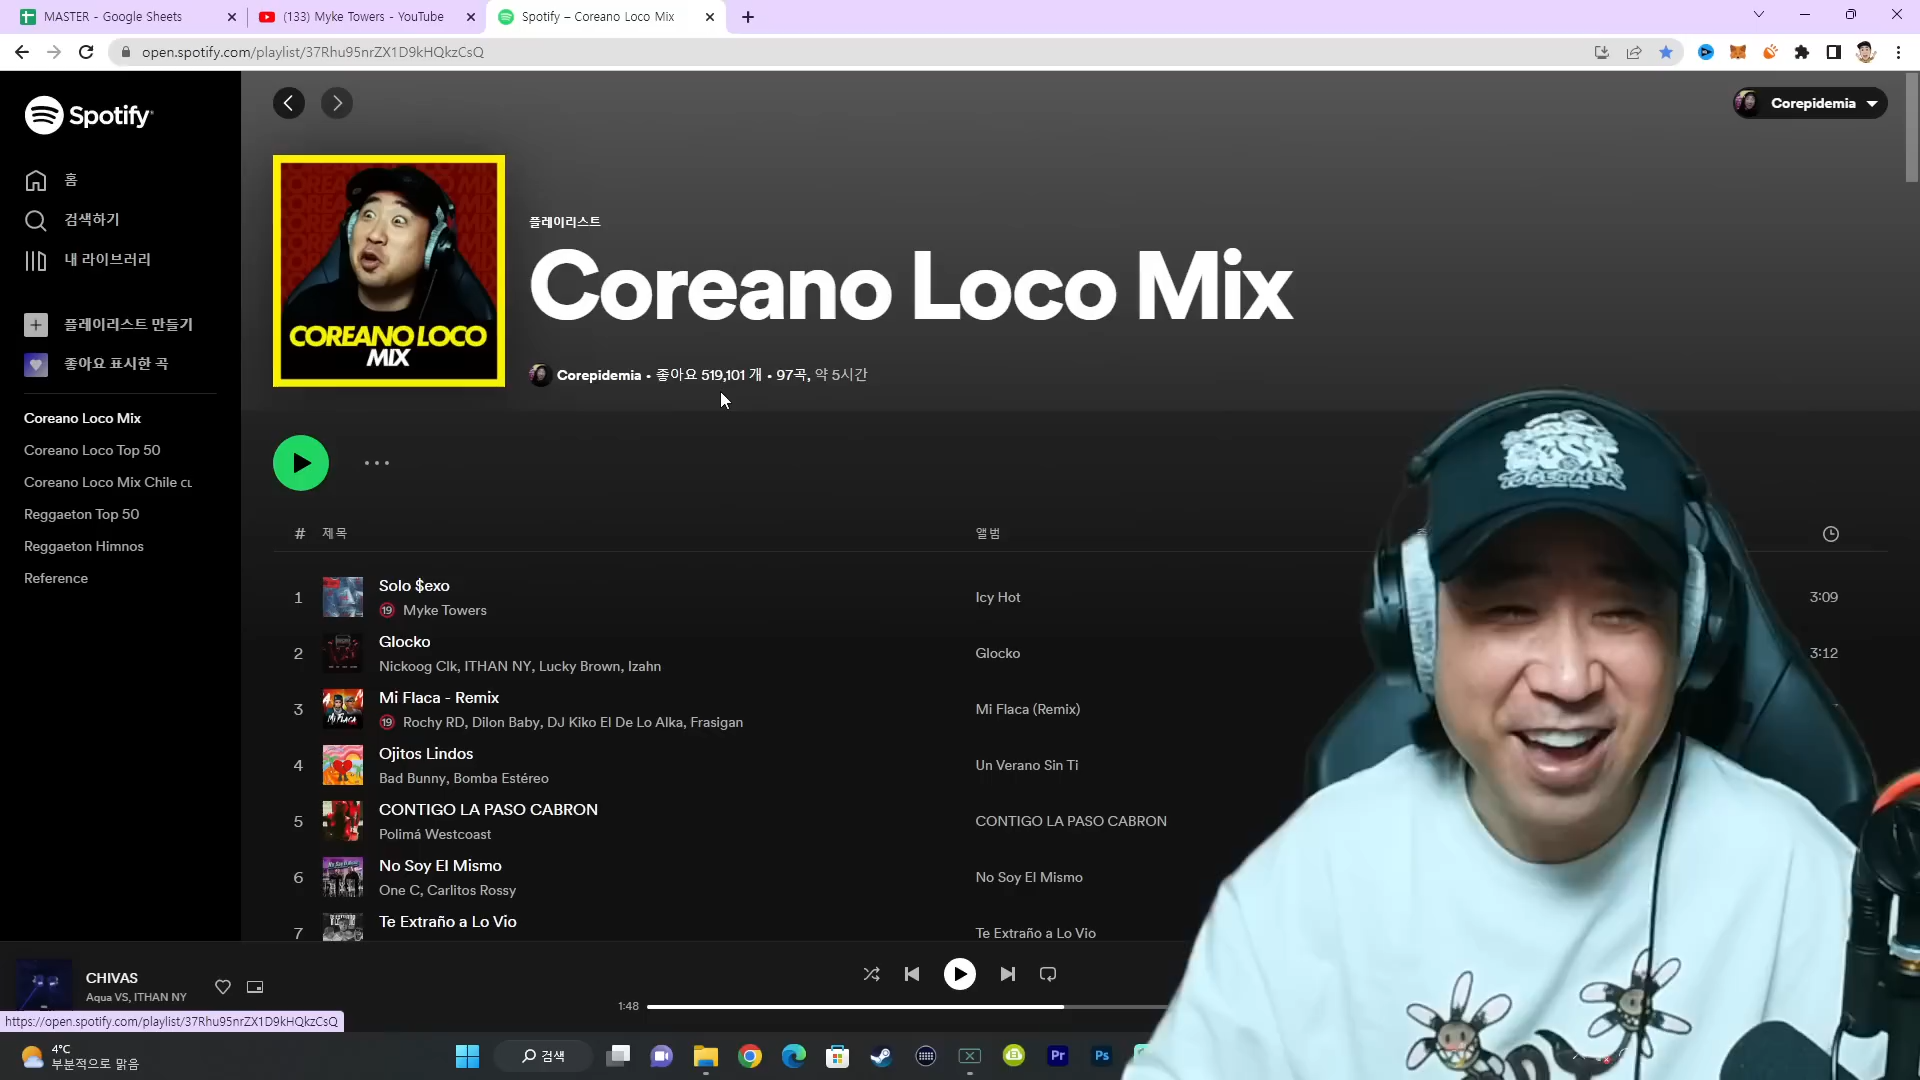 MASTER - Google Sheets
(133) Myke Towers - YouTube
Spotify – Coreano Loco Mix
open.spotify.com/playlist/37Rhu95nrZX1D9kHQkzCsQ
Spotify
홈
검색하기
내 라이브러리
플레이리스트 만들기
좋아요 표시한 곡
Coreano Loco Mix
Coreano Loco Top 50
Coreano Loco Mix Chile CL
Reggaeton Top 50
Reggaeton Himnos
Reference
Corepidemia
COREANO LOCO
MIX
플레이리스트
Coreano Loco Mix
Corepidemia • 좋아요 519,101 개 • 97곡, 약 5시간
# 제목 앨범
1 Solo $exo Icy Hot 3:09
19 Myke Towers
2 Glocko Glocko 3:12
Nickoog Clk, ITHAN NY, Lucky Brown, Izahn
3 Mi Flaca - Remix Mi Flaca (Remix)
19 Rochy RD, Dilon Baby, DJ Kiko El De Lo Alka, Frasigan
4 Ojitos Lindos Un Verano Sin Ti
Bad Bunny, Bomba Estéreo
5 CONTIGO LA PASO CABRON CONTIGO LA PASO CABRON
Polimá Westcoast
6 No Soy El Mismo No Soy El Mismo
One C, Carlitos Rossy
7 Te Extraño a Lo Vio Te Extraño a Lo Vio
CHIVAS
Aqua VS, ITHAN NY
1:48
https://open.spotify.com/playlist/37Rhu95nrZX1D9kHQkzCsQ
4°C
부분적으로 맑음
검색
Pr
Ps
TOGETHER